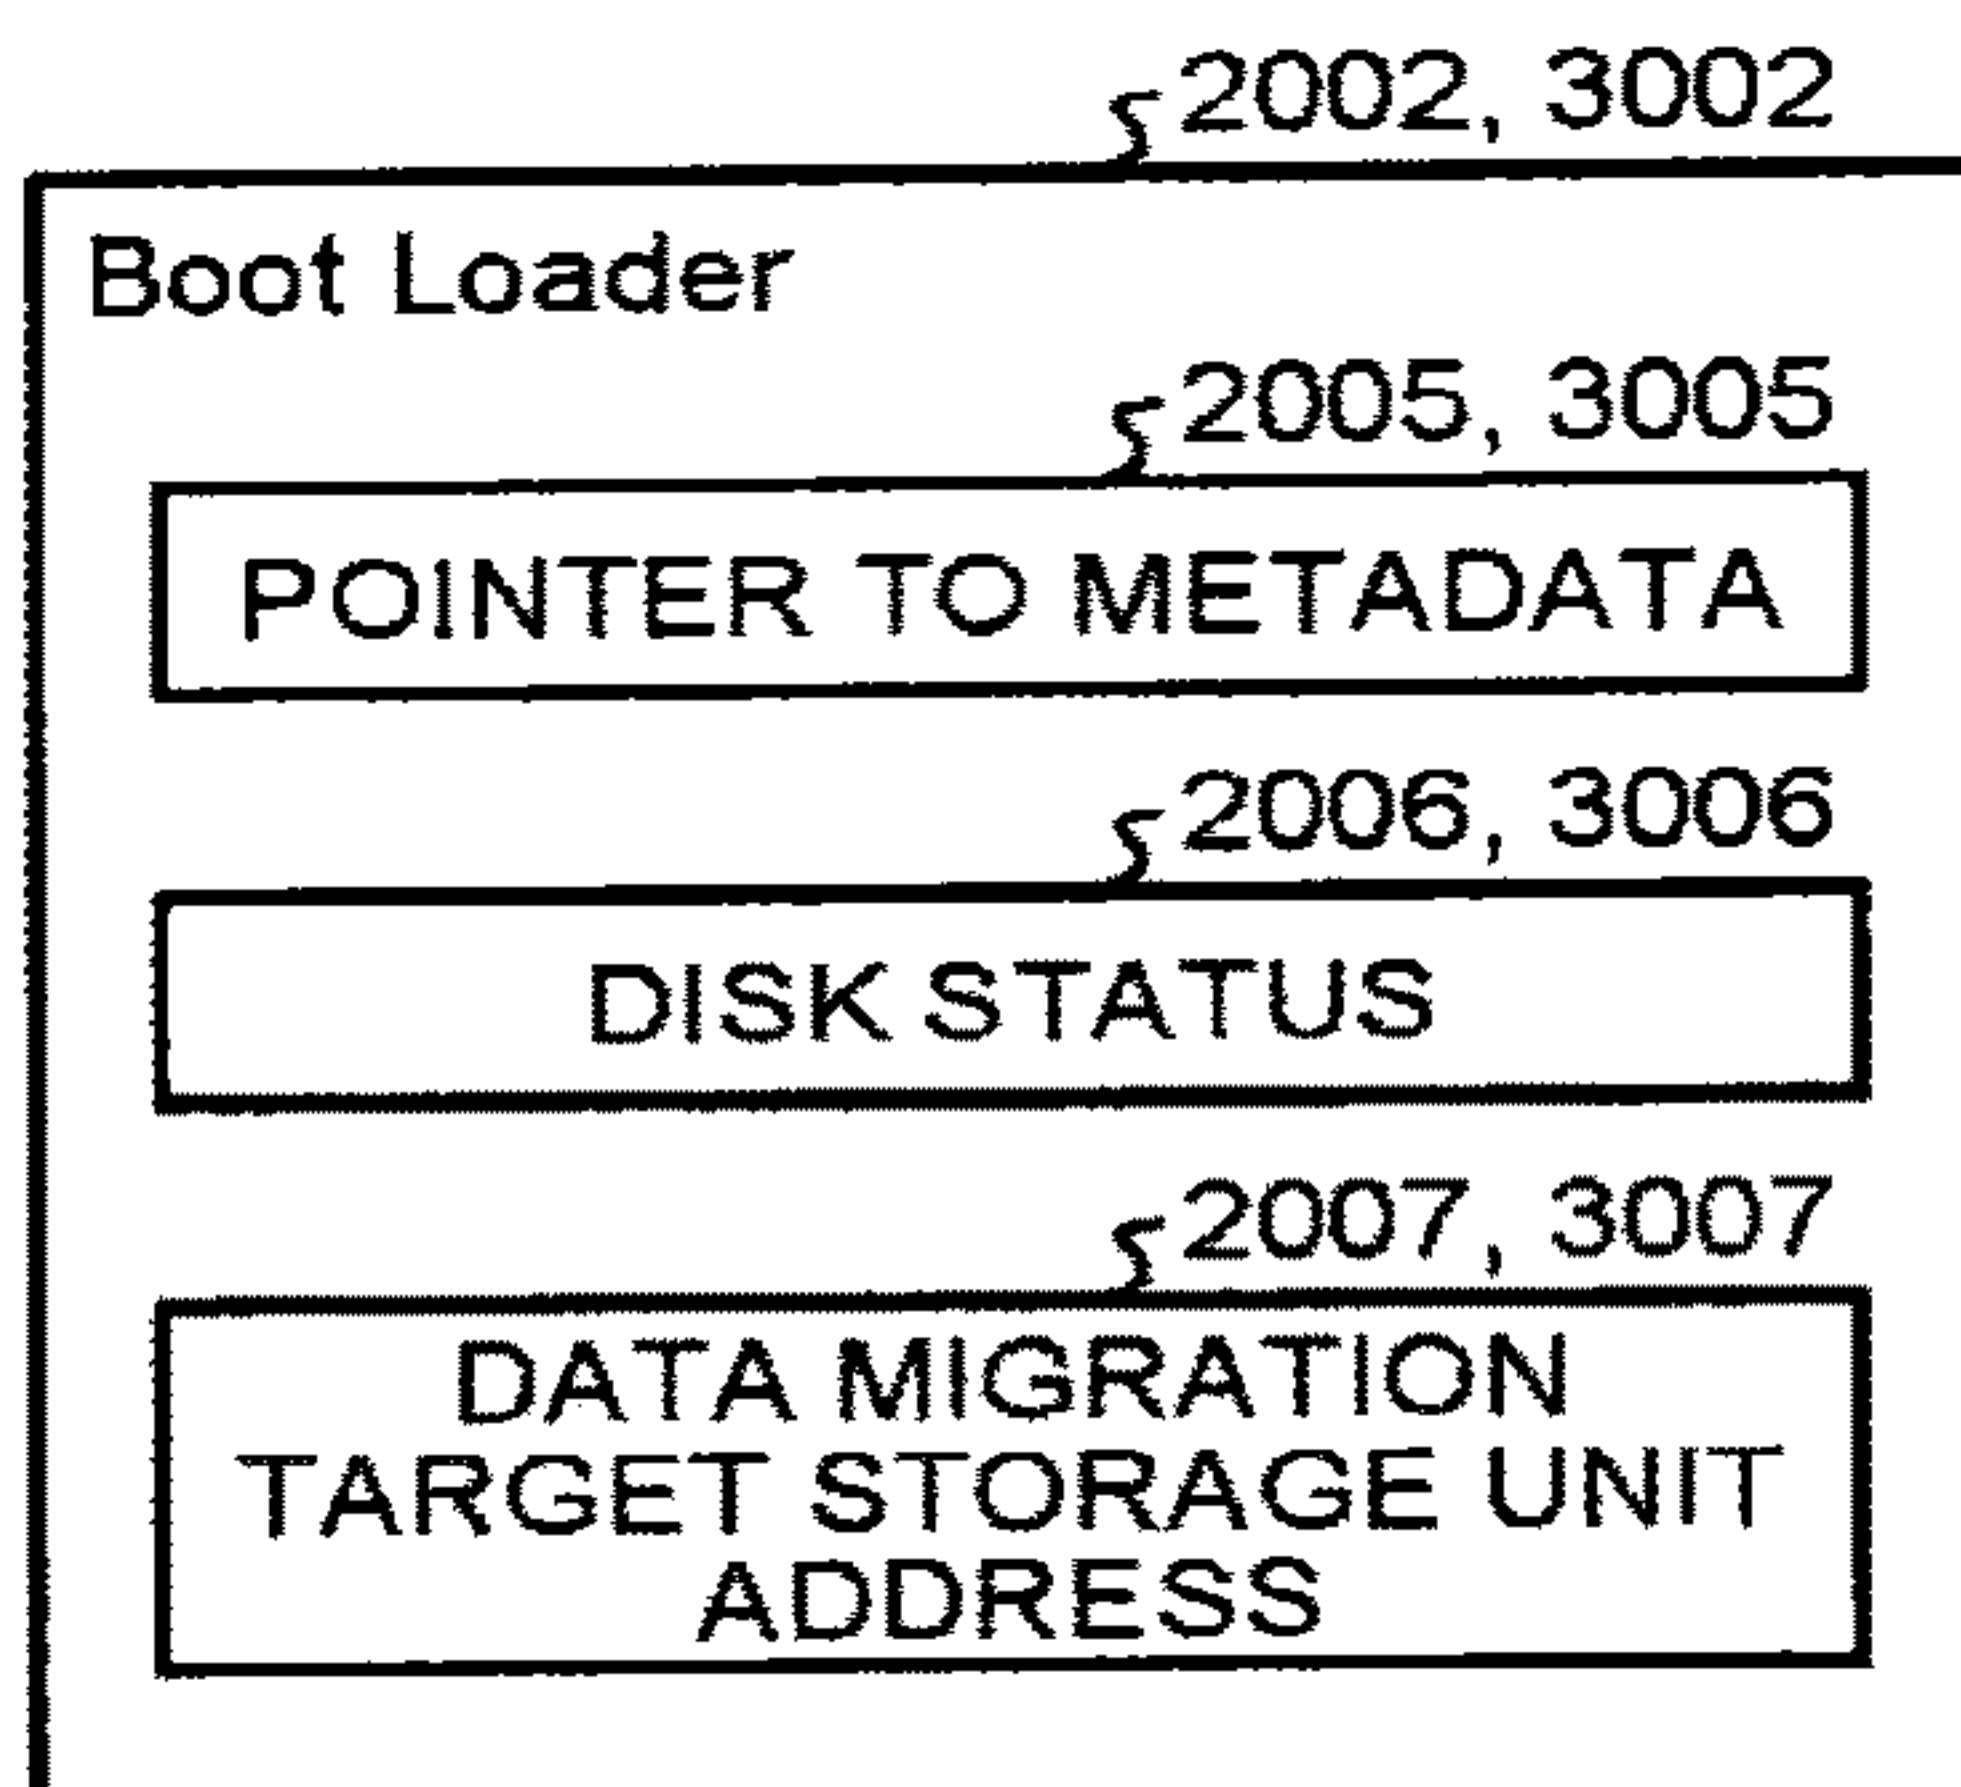 2002, 3002
Boot Loader
2005, 3005
POINTER TO METADATA
2006, 3006
DISK STATUS
2007, 3007
DATA MIGRATION
TARGET STORAGE UNIT
ADDRESS